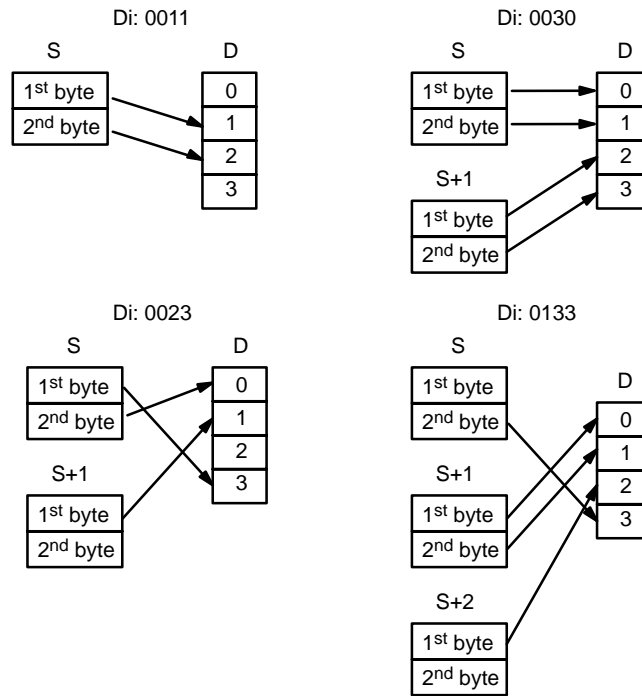 Di: 0011
S
D
1st byte
2nd byte
0
1
2
3
Di: 0030
S
D
1st byte
2nd byte
S+1
1st byte
2nd byte
0
1
2
3
Di: 0023
S
D
1st byte
2nd byte
S+1
1st byte
2nd byte
0
1
2
3
Di: 0133
S
D
1st byte
2nd byte
S+1
1st byte
2nd byte
S+2
1st byte
2nd byte
0
1
2
3